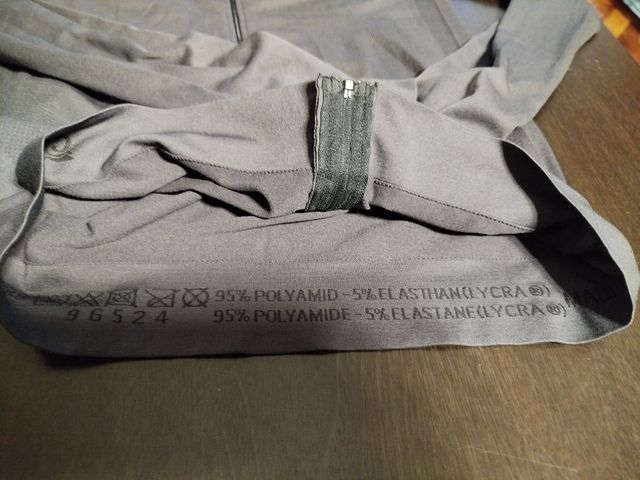 95% POLYAMID - 5% ELASTHAN(LYCRA®)
96524 95% POLYAMIDE - 5% ELASTANE(LYCRA®)